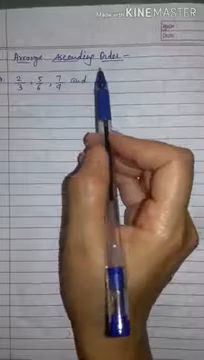 Made with KINEMASTER
Arrange Ascending Order -
2/3, 5/6, 7/9 and